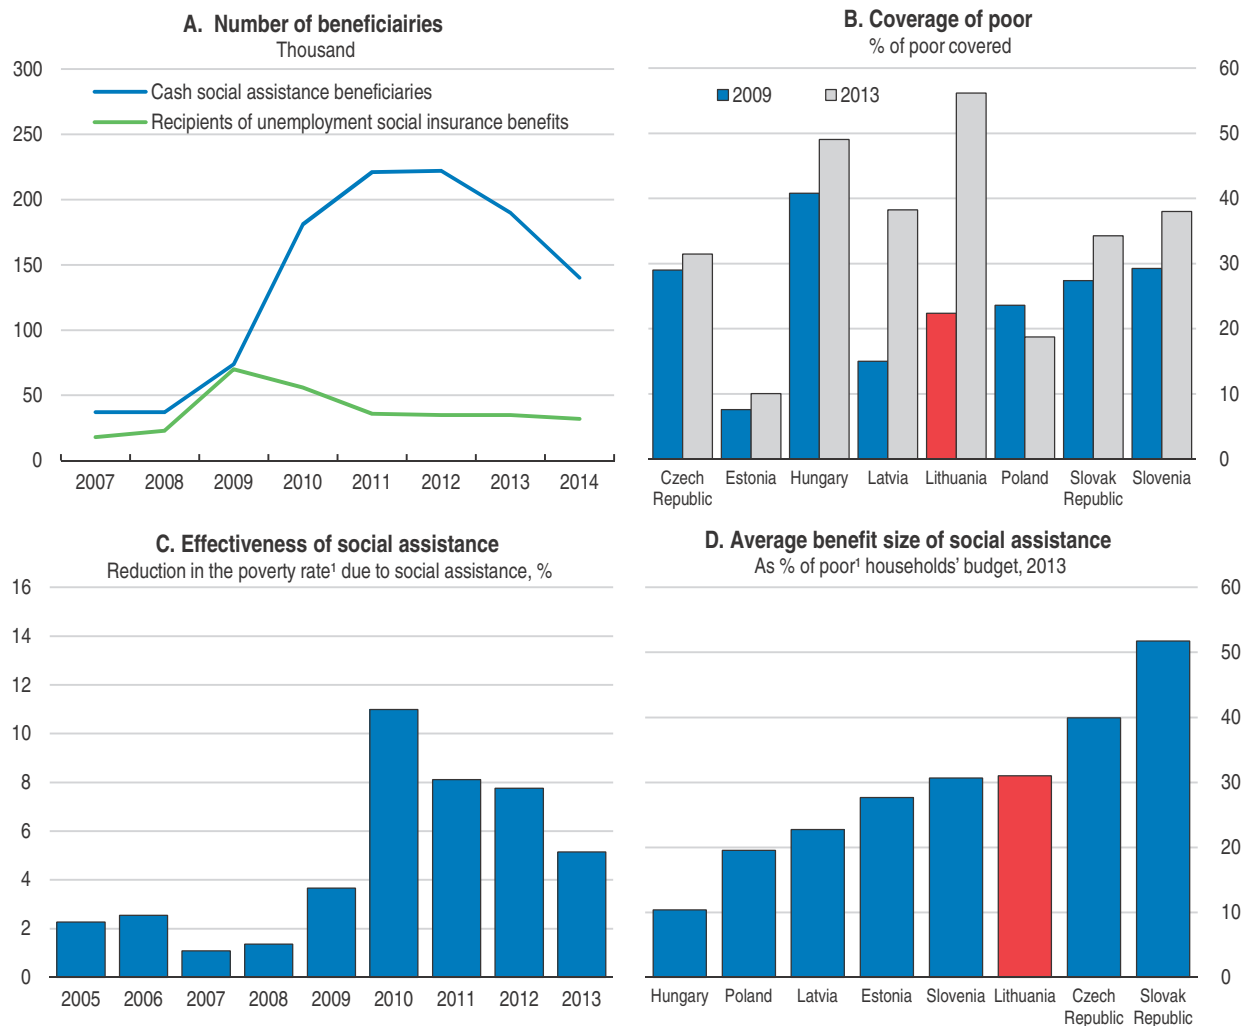 A. Number of beneficiairies
Thousand
300
250
200
150
100
50
0
Cash social assistance beneficiaries
Recipients of unemployment social insurance benefits
2007 2008 2009 2010 2011 2012 2013 2014
B. Coverage of poor
% of poor covered
2009 2013
60
50
40
30
20
10
0
Czech Republic Estonia Hungary Latvia Lithuania Poland Slovak Republic Slovenia
C. Effectiveness of social assistance
Reduction in the poverty rate¹ due to social assistance, %
16
14
12
10
8
6
4
2
0
2005 2006 2007 2008 2009 2010 2011 2012 2013
D. Average benefit size of social assistance
As % of poor¹ households' budget, 2013
60
50
40
30
20
10
0
Hungary Poland Latvia Estonia Slovenia Lithuania Czech Republic Slovak Republic